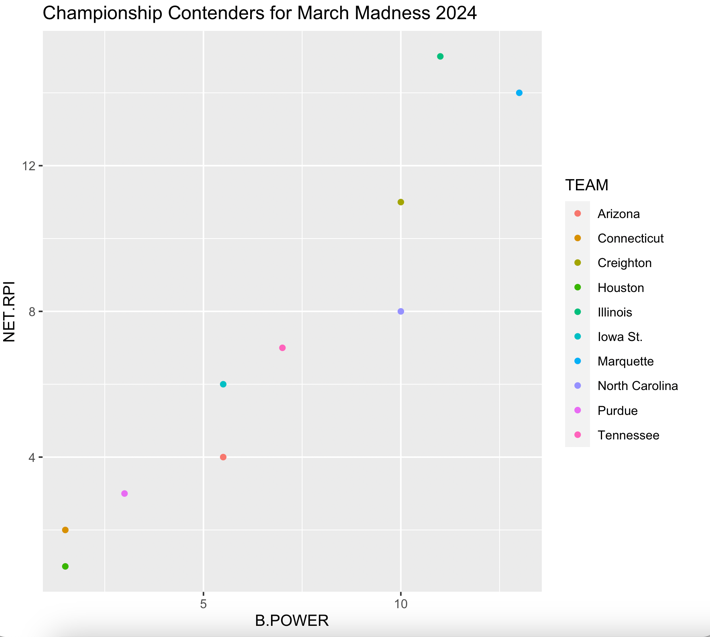 Championship Contenders for March Madness 2024
12
8
4
NET.RPI
5 10
B.POWER
TEAM
Arizona
Connecticut
Creighton
Houston
Illinois
Iowa St.
Marquette
North Carolina
Purdue
Tennessee